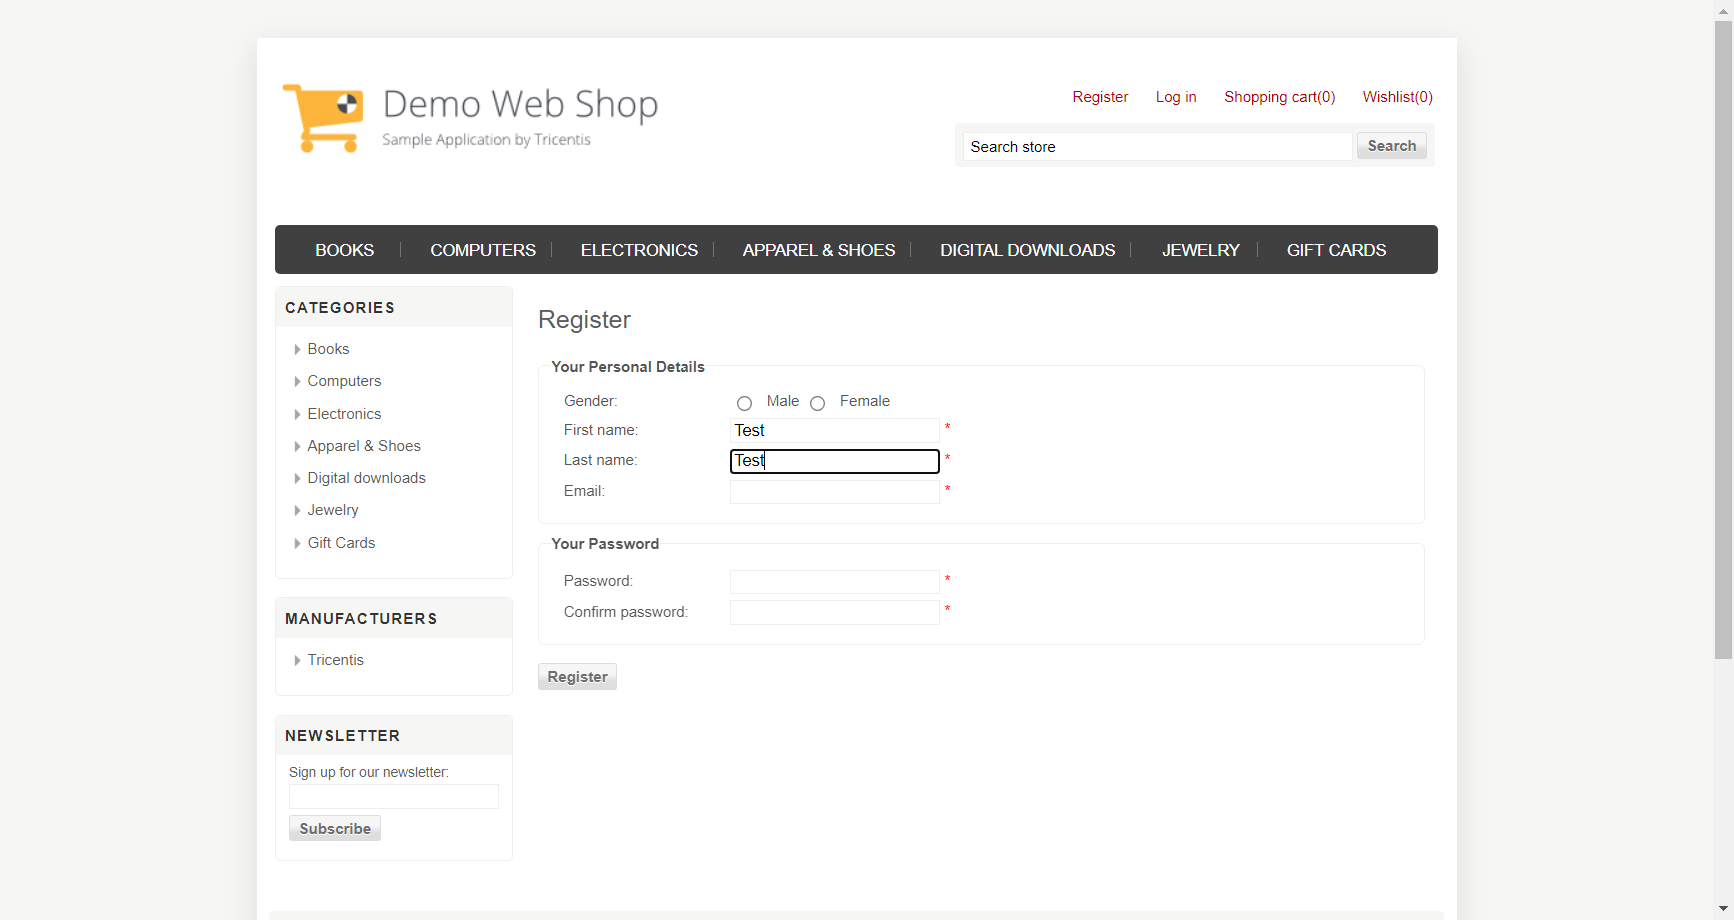 Demo Web Shop
Sample Application by Tricentis
Register Log in Shopping cart(0) Wishlist(0)
Search store Search
BOOKS COMPUTERS ELECTRONICS APPAREL & SHOES DIGITAL DOWNLOADS JEWELRY GIFT CARDS
CATEGORIES
Books
Computers
Electronics
Apparel & Shoes
Digital downloads
Jewelry
Gift Cards
MANUFACTURERS
Tricentis
NEWSLETTER
Sign up for our newsletter:
Subscribe
Register
Your Personal Details
Gender: Male Female
First name: Test *
Last name: Test *
Email: *
Your Password
Password: *
Confirm password: *
Register